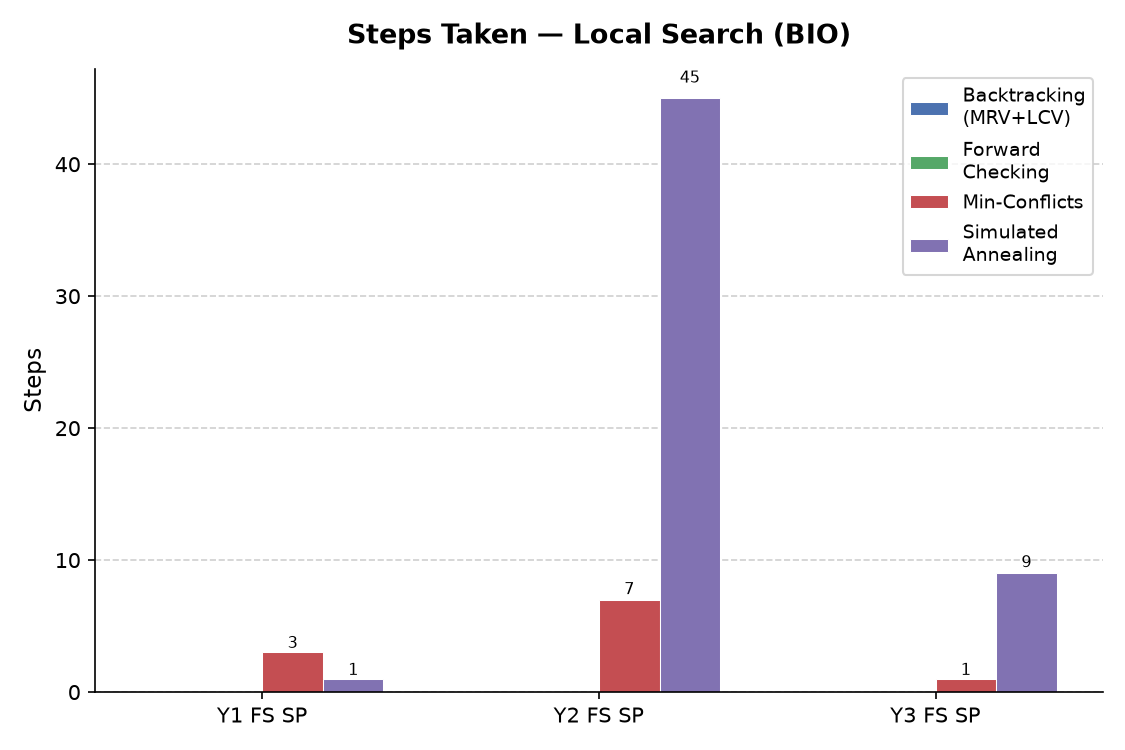 Steps Taken — Local Search (BIO)
45
Backtracking
(MRV+LCV)
Forward
Checking
Min-Conflicts
Simulated
Annealing
40
30
Steps
20
10
9
7
3
1
1
0
Y1 FS SP
Y2 FS SP
Y3 FS SP